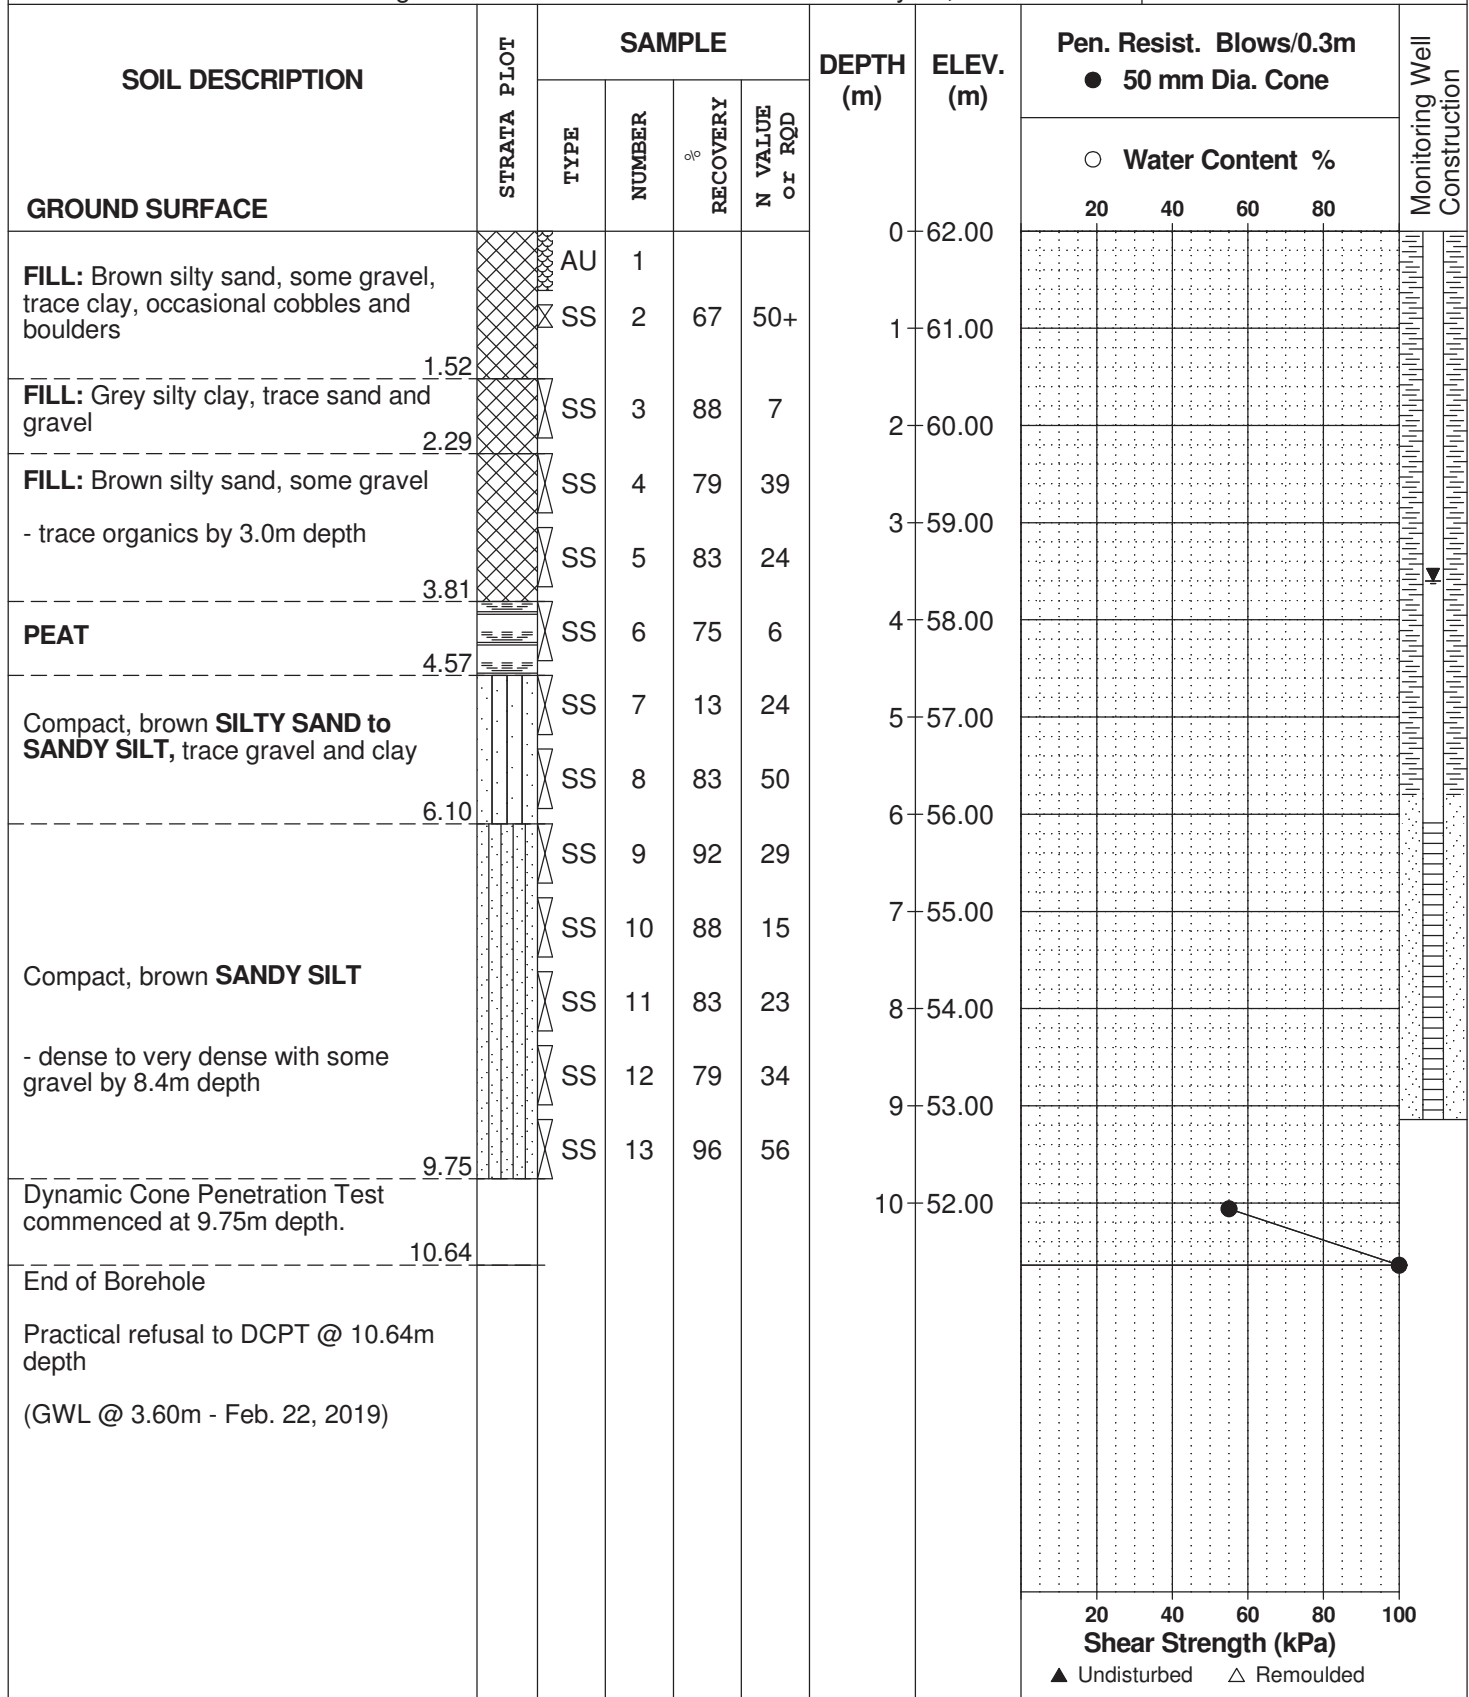 SOIL DESCRIPTION
GROUND SURFACE
STRATA PLOT
SAMPLE
TYPE
NUMBER
% RECOVERY
N VALUE or RQD
DEPTH (m)
ELEV. (m)
Pen. Resist. Blows/0.3m
● 50 mm Dia. Cone
○ Water Content %
20 40 60 80
Monitoring Well Construction
0 62.00
FILL: Brown silty sand, some gravel,
trace clay, occasional cobbles and
boulders
1.52
AU 1
SS 2 67 50+
1 61.00
FILL: Grey silty clay, trace sand and
gravel
2.29
SS 3 88 7
2 60.00
FILL: Brown silty sand, some gravel
- trace organics by 3.0m depth
3.81
SS 4 79 39
3 59.00
SS 5 83 24
PEAT
4.57
SS 6 75 6
4 58.00
Compact, brown SILTY SAND to
SANDY SILT, trace gravel and clay
6.10
SS 7 13 24
5 57.00
SS 8 83 50
6 56.00
SS 9 92 29
7 55.00
SS 10 88 15
Compact, brown SANDY SILT
SS 11 83 23
8 54.00
- dense to very dense with some
gravel by 8.4m depth
SS 12 79 34
9 53.00
SS 13 96 56
9.75
Dynamic Cone Penetration Test
commenced at 9.75m depth.
10 52.00
10.64
End of Borehole
Practical refusal to DCPT @ 10.64m
depth
(GWL @ 3.60m - Feb. 22, 2019)
20 40 60 80 100
Shear Strength (kPa)
▲ Undisturbed △ Remoulded